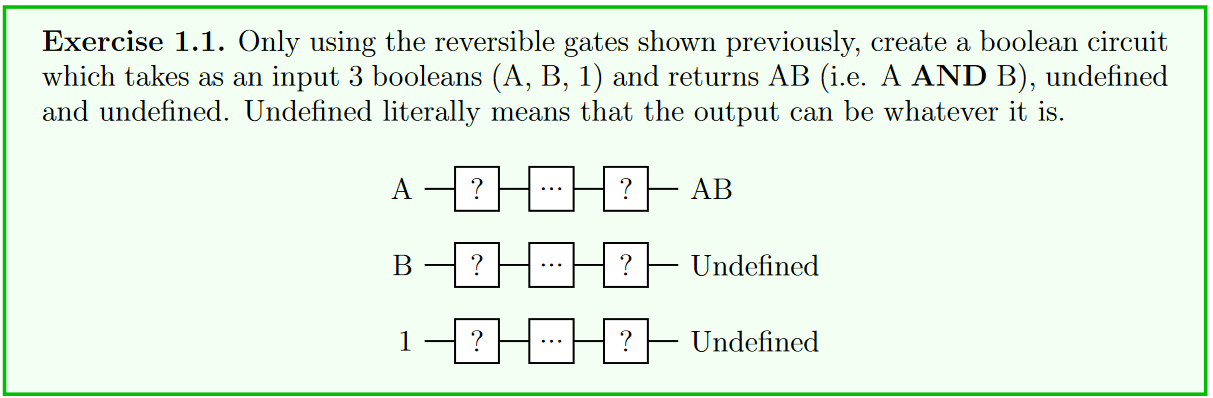 Exercise 1.1. Only using the reversible gates shown previously, create a boolean circuit
which takes as an input 3 booleans (A, B, 1) and returns AB (i.e. A AND B), undefined
and undefined. Undefined literally means that the output can be whatever it is.
A ? ... ? AB
B ? ... ? Undefined
1 ? ... ? Undefined